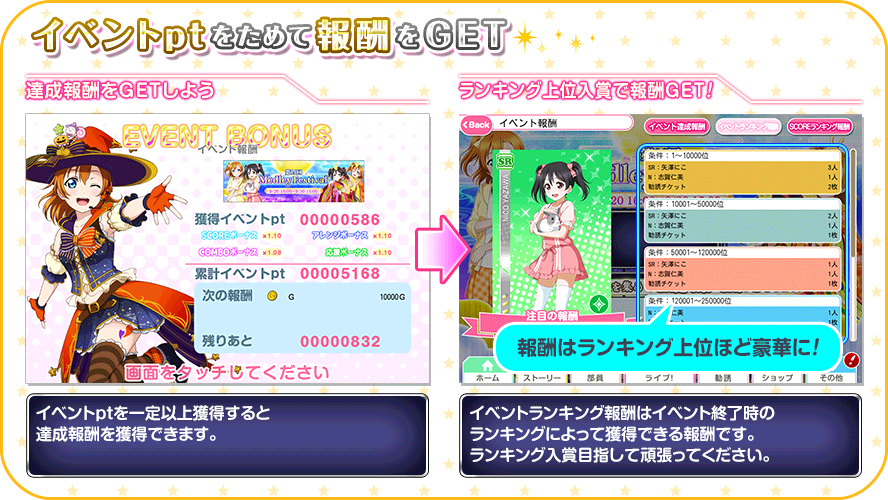 イベントptをためて報酬をGET
達成報酬をGETしよう
EVENT BONUS
イベント報酬
Medley Festival
獲得イベントpt 00000586
SCOREボーナス x1.10 アレンジボーナス x1.10
COMBOボーナス x1.08 応援ボーナス x1.10
累計イベントpt 00005168
次の報酬 G 10000G
残りあと 00000832
画面をタッチしてください
イベントptを一定以上獲得すると
達成報酬を獲得できます。
ランキング上位入賞で報酬GET!
Back イベント報酬
イベント達成報酬 イベントランキング報酬 SCOREランキング報酬
SR
NICO YAZAWA
注目の報酬
条件：1～10000位
SR：矢澤にこ 3人
N：志賀仁美 1人
勧誘チケット 2枚
条件：10001～50000位
SR：矢澤にこ 2人
N：志賀仁美 1人
勧誘チケット 1枚
条件：50001～120000位
SR：矢澤にこ 1人
N：志賀仁美 1人
勧誘チケット 1枚
条件：120001～250000位
1人
1枚
報酬はランキング上位ほど豪華に!
ホーム ストーリー 部員 ライブ! 勧誘 ショップ その他
イベントランキング報酬はイベント終了時の
ランキングによって獲得できる報酬です。
ランキング入賞目指して頑張ってください。